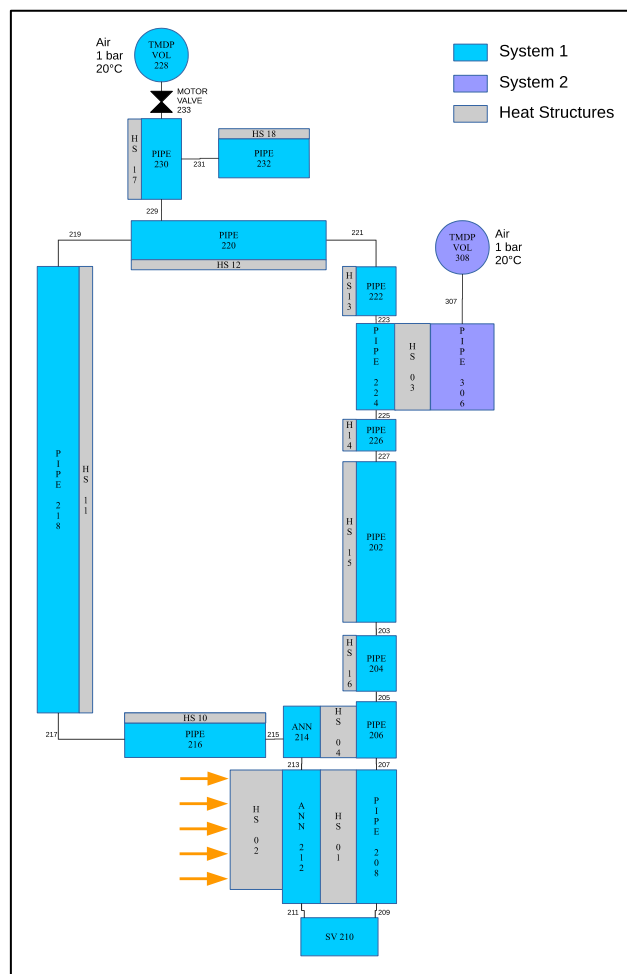 Air
1 bar
20°C
TMDP
VOL
228
MOTOR
VALVE
233
System 1
System 2
Heat Structures
HS 17
PIPE
230
231
HS 18
PIPE
232
229
219
PIPE
220
HS 12
221
TMDP
VOL
308
Air
1 bar
20°C
HS 13
PIPE
222
307
223
PIPE 224
HS 03
PIPE 306
225
H 14
PIPE
226
227
PIPE 218
HS 11
HS 15
PIPE
202
203
HS 16
PIPE
204
205
217
HS 10
PIPE
216
215
ANN
214
HS 04
PIPE
206
213
207
HS 02
ANN 212
HS 01
PIPE 208
211
209
SV 210